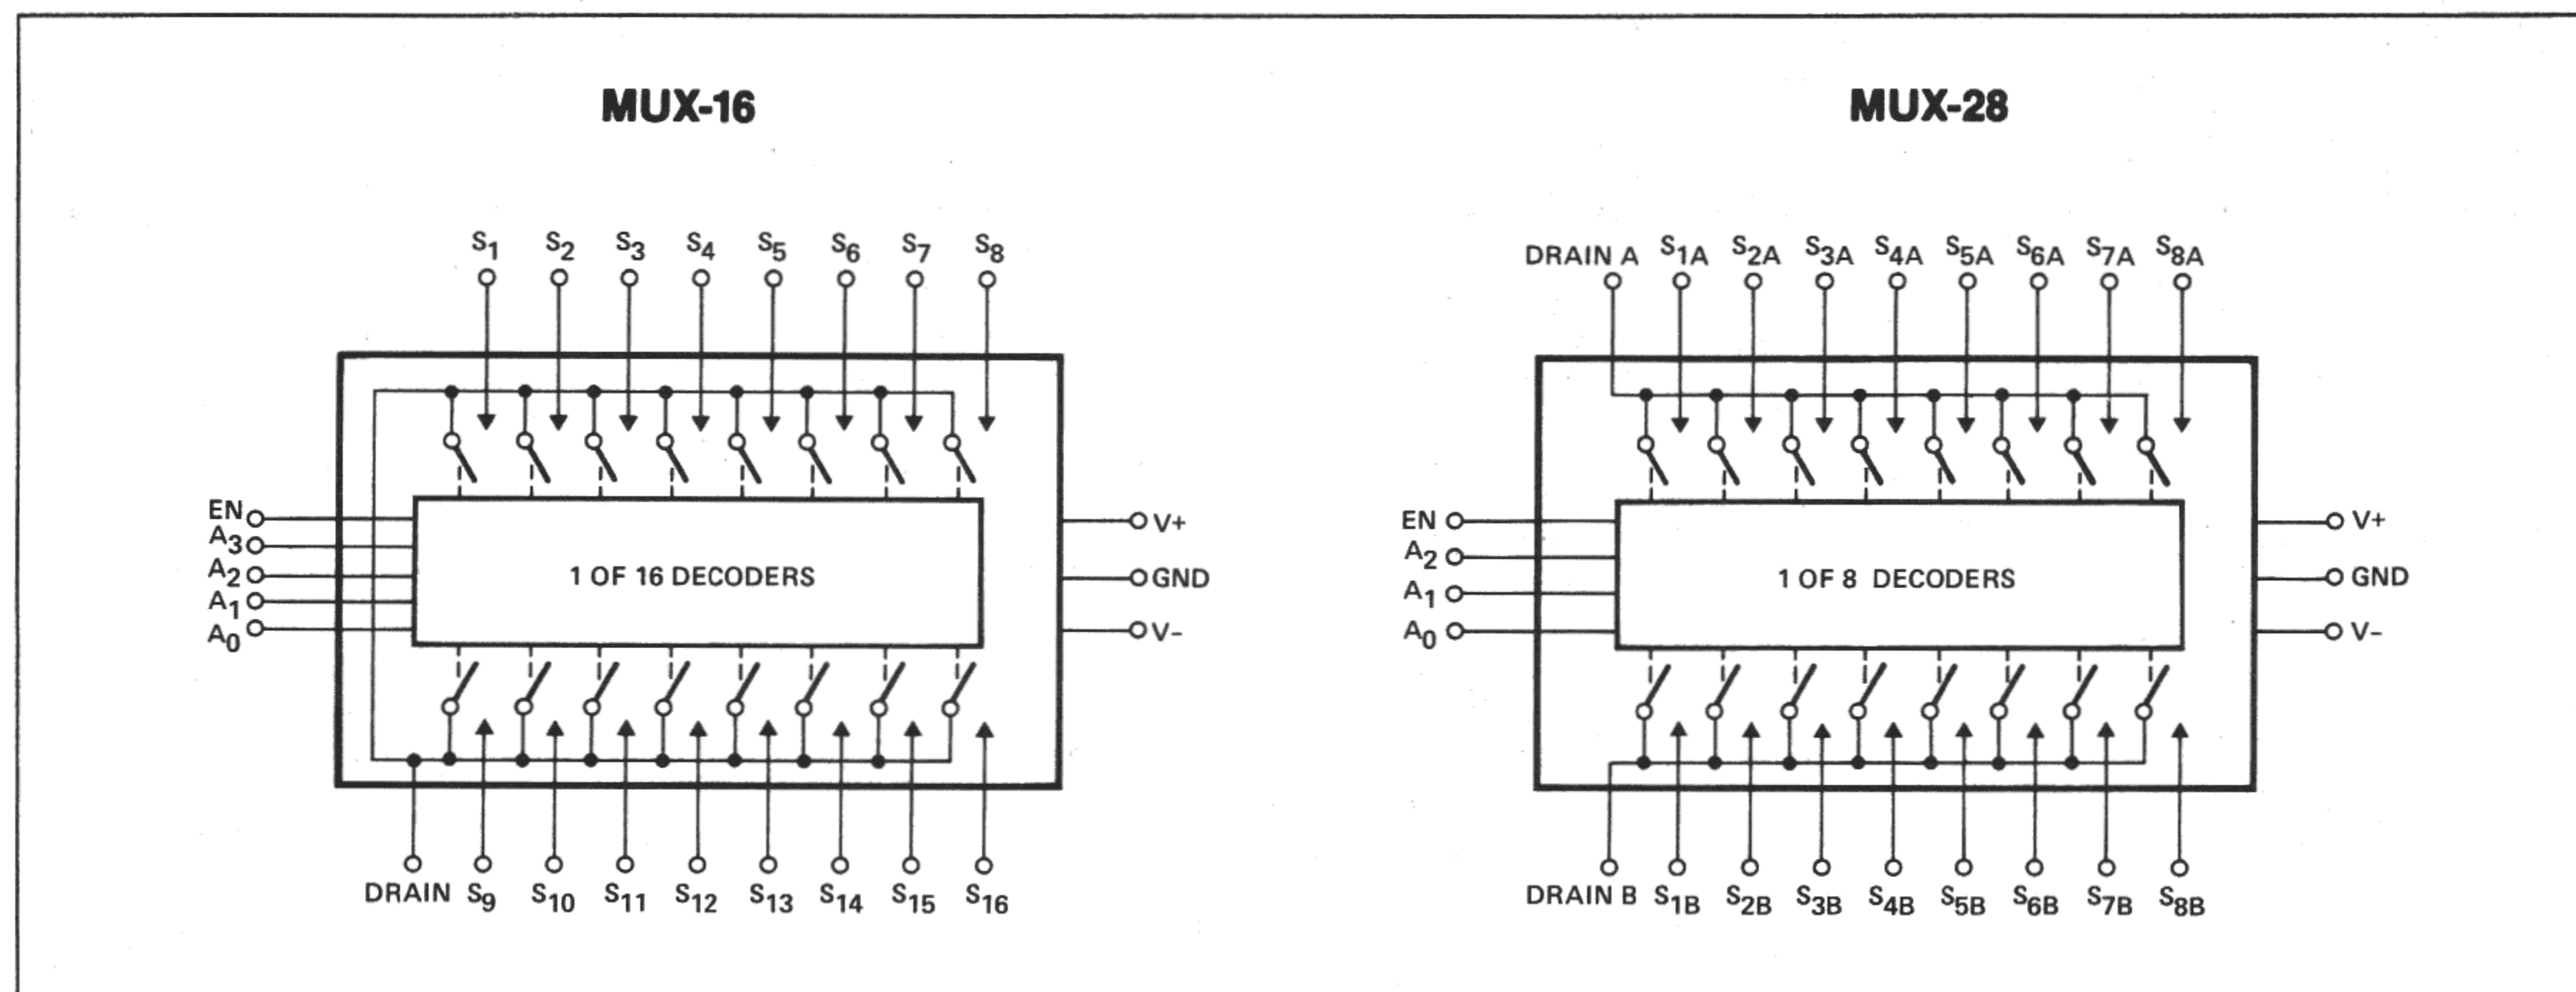 MUX-16
S1 S2 S3 S4 S5 S6 S7 S8
EN
A3
A2
A1
A0
1 OF 16 DECODERS
V+
GND
V-
DRAIN S9 S10 S11 S12 S13 S14 S15 S16
MUX-28
DRAIN A S1A S2A S3A S4A S5A S6A S7A S8A
EN
A2
A1
A0
1 OF 8 DECODERS
V+
GND
V-
DRAIN B S1B S2B S3B S4B S5B S6B S7B S8B